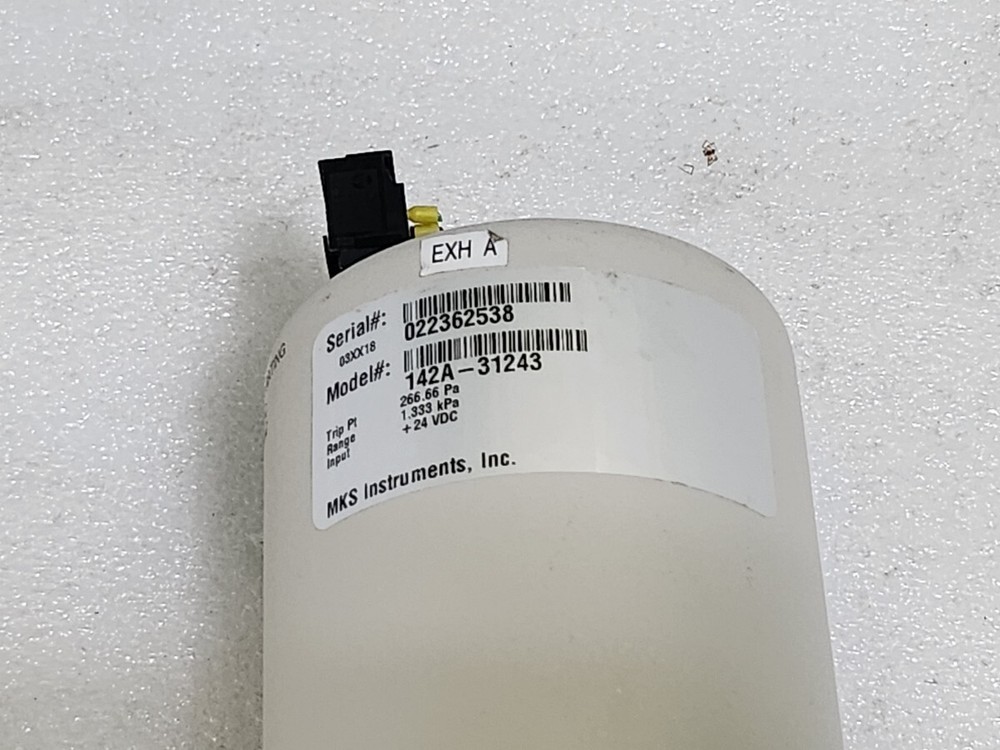 EXH A
Serial#: 022362538
03XX18
Model#: 142A-31243
Trip Pt 266.66 Pa
Range 1.333 kPa
Input +24 VDC
MKS Instruments, Inc.